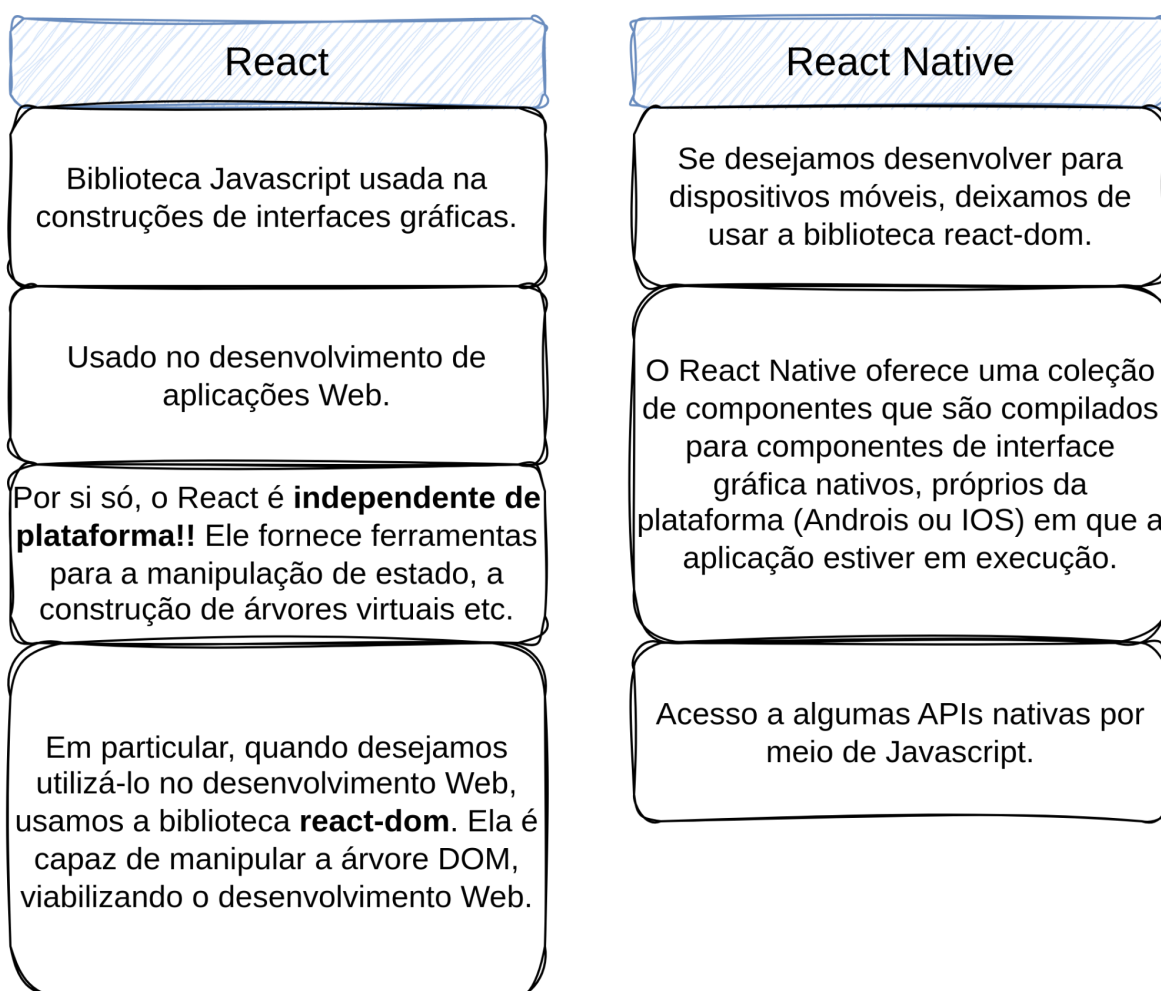 React
Biblioteca Javascript usada na
construções de interfaces gráficas.
Usado no desenvolvimento de
aplicações Web.
Por si só, o React é independente de
plataforma!! Ele fornece ferramentas
para a manipulação de estado, a
construção de árvores virtuais etc.
Em particular, quando desejamos
utilizá-lo no desenvolvimento Web,
usamos a biblioteca react-dom. Ela é
capaz de manipular a árvore DOM,
viabilizando o desenvolvimento Web.
React Native
Se desejamos desenvolver para
dispositivos móveis, deixamos de
usar a biblioteca react-dom.
O React Native oferece uma coleção
de componentes que são compilados
para componentes de interface
gráfica nativos, próprios da
plataforma (Androis ou IOS) em que a
aplicação estiver em execução.
Acesso a algumas APIs nativas por
meio de Javascript.